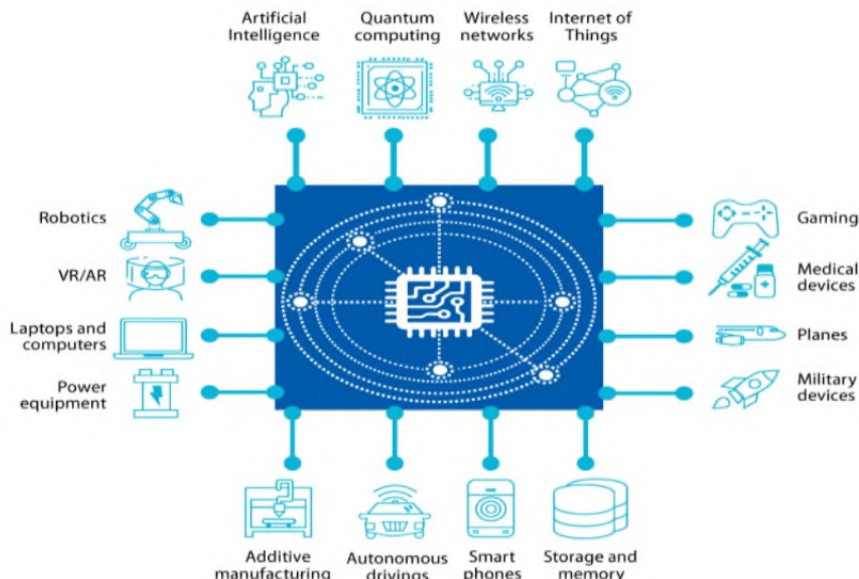 Artificial
Intelligence
Quantum
computing
Wireless
networks
Internet of
Things
Robotics
VR/AR
Laptops and
computers
Power
equipment
Gaming
Medical
devices
Planes
Military
devices
Additive
manufacturing
Autonomous
drivings
Smart
phones
Storage and
memory